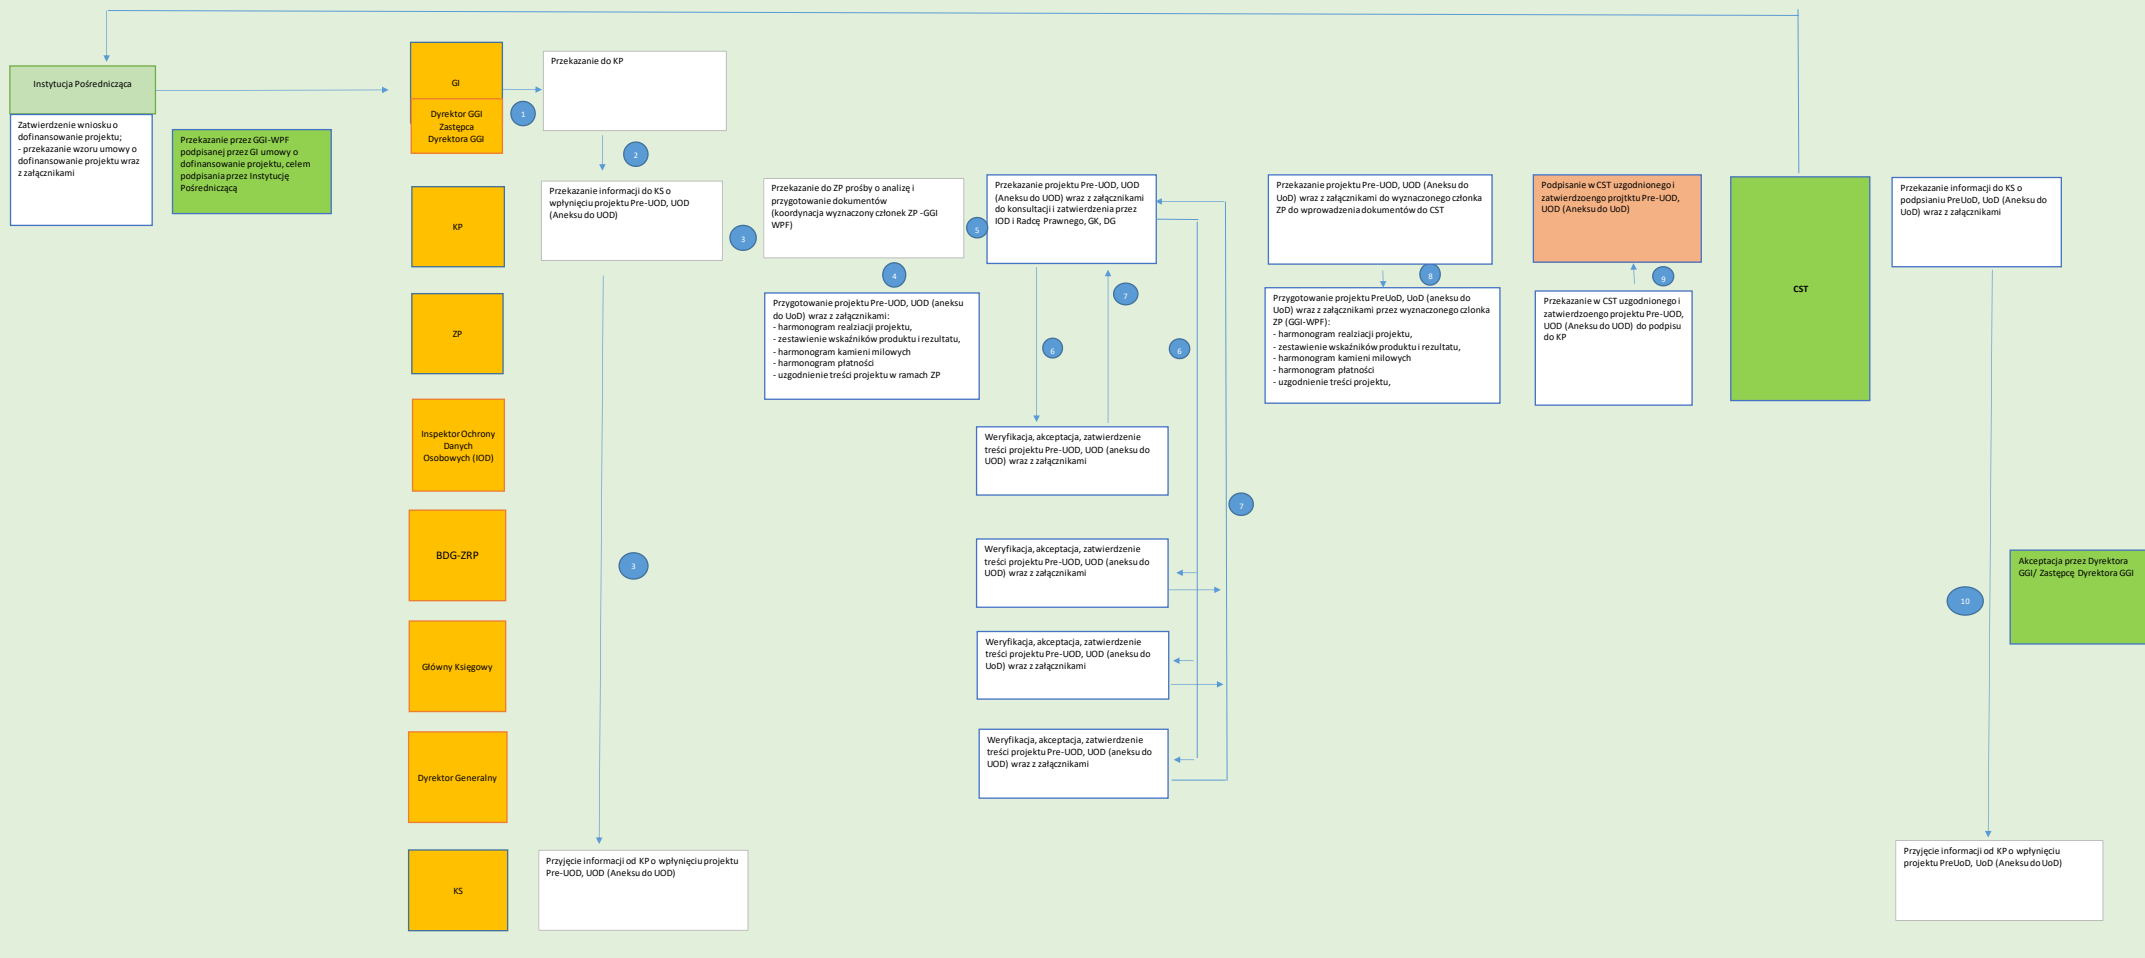 Instytucja Pośrednicząca
Zatwierdzenie wniosku o
dofinansowanie projektu;
- przekazanie wzoru umowy o
dofinansowanie projektu wraz
z załącznikami
Przekazanie przez GGI-WPF
podpisanej przez GI umowy o
dofinansowanie projektu, celem
podpisania przez Instytucję
Pośredniczącą
GI
Dyrektor GGI
Zastępca
Dyrektora GGI
1
Przekazanie do KP
2
KP
Przekazanie informacji do KS o
wpłynięciu projektu Pre-UOD, UOD
(Aneksu do UOD)
3
Przekazanie do ZP prośby o analizę i
przygotowanie dokumentów
(koordynacja wyznaczony członek ZP -GGI
WPF)
5
4
Przekazanie projektu Pre-UOD, UOD
(Aneksu do UOD) wraz z załącznikami
do konsultacji i zatwierdzenia przez
IOD i Radcę Prawnego, GK, DG
Przekazanie projektu Pre-UOD, UOD (Aneksu do
UoD) wraz z załącznikami do wyznaczonego członka
ZP do wprowadzenia dokumentów do CST
8
Podpisanie w CST uzgodnionego i
zatwierdzoengo projtktu Pre-UOD,
UOD (Aneksu do UoD)
9
CST
Przekazanie informacji do KS o
podpsianiu PreUoD, UoD (Aneksu do
UoD) wraz z załącznikami
ZP
Przygotowanie projektu Pre-UOD, UOD (aneksu
do UoD) wraz z załącznikami:
- harmonogram realziacji projektu,
- zestawienie wskaźników produktu i rezultatu,
- harmonogram kamieni milowych
- harmonogram płatności
- uzgodnienie treści projektu w ramach ZP
6
7
6
Przygotowanie projektu PreUoD, UoD (aneksu do
UoD) wraz z załącznikami przez wyznaczonego czlonka
ZP (GGI-WPF):
- harmonogram realziacji projektu,
- zestawienie wskaźników produktu i rezultatu,
- harmonogram kamieni milowych
- harmonogram płatności
- uzgodnienie treści projektu,
Przekazanie w CST uzgodnionego i
zatwierdzoengo projektu Pre-UOD,
UOD (Aneksu do UOD) do podpisu
do KP
Inspektor Ochrony
Danych
Osobowych (IOD)
Weryfikacja, akceptacja, zatwierdzenie
treści projektu Pre-UOD, UOD (aneksu do
UOD) wraz z załącznikami
7
BDG-ZRP
3
Weryfikacja, akceptacja, zatwierdzenie
treści projektu Pre-UOD, UOD (aneksu do
UOD) wraz z załącznikami
10
Akceptacja przez Dyrektora
GGI/ Zastępcę Dyrektora GGI
Główny Księgowy
Weryfikacja, akceptacja, zatwierdzenie
treści projektu Pre-UOD, UOD (aneksu do
UoD) wraz z załącznikami
Dyrektor Generalny
Weryfikacja, akceptacja, zatwierdzenie
treści projektu Pre-UOD, UOD (aneksu do
UOD) wraz z załącznikami
KS
Przyjęcie informacji od KP o wpłynięciu projektu
Pre-UOD, UOD (Aneksu do UOD)
Przyjęcie informacji od KP o wpłynięciu
projektu PreUoD, UoD (Aneksu do UoD)